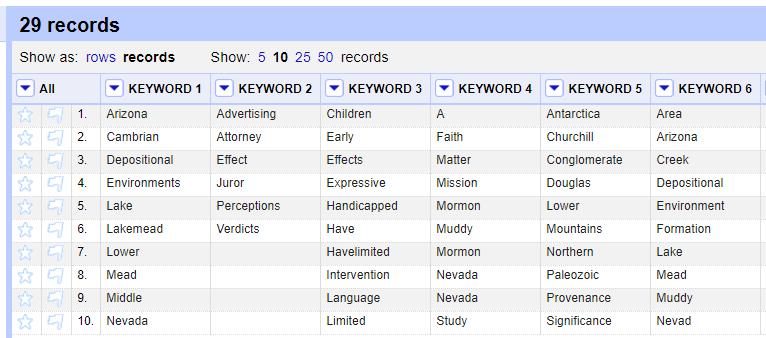 29 records
Show as: rows records Show: 5 10 25 50 records
All KEYWORD 1 KEYWORD 2 KEYWORD 3 KEYWORD 4 KEYWORD 5 KEYWORD 6
1. Arizona Advertising Children A Antarctica Area
2. Cambrian Attorney Early Faith Churchill Arizona
3. Depositional Effect Effects Matter Conglomerate Creek
4. Environments Juror Expressive Mission Douglas Depositional
5. Lake Perceptions Handicapped Mormon Lower Environment
6. Lakemead Verdicts Have Muddy Mountains Formation
7. Lower Havelimited Mormon Northern Lake
8. Mead Intervention Nevada Paleozoic Mead
9. Middle Language Nevada Provenance Muddy
10. Nevada Limited Study Significance Nevad